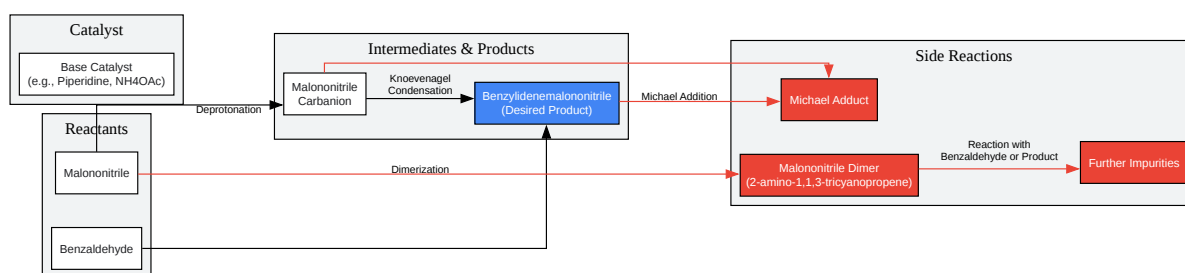 Catalyst
Base Catalyst
(e.g., Piperidine, NH4OAc)
Reactants
Malononitrile
Benzaldehyde
Deprotonation
Intermediates & Products
Malononitrile
Carbanion
Knoevenagel
Condensation
Benzylidenemalononitrile
(Desired Product)
Michael Addition
Dimerization
Side Reactions
Michael Adduct
Malononitrile Dimer
(2-amino-1,1,3-tricyanopropene)
Reaction with
Benzaldehyde or Product
Further Impurities